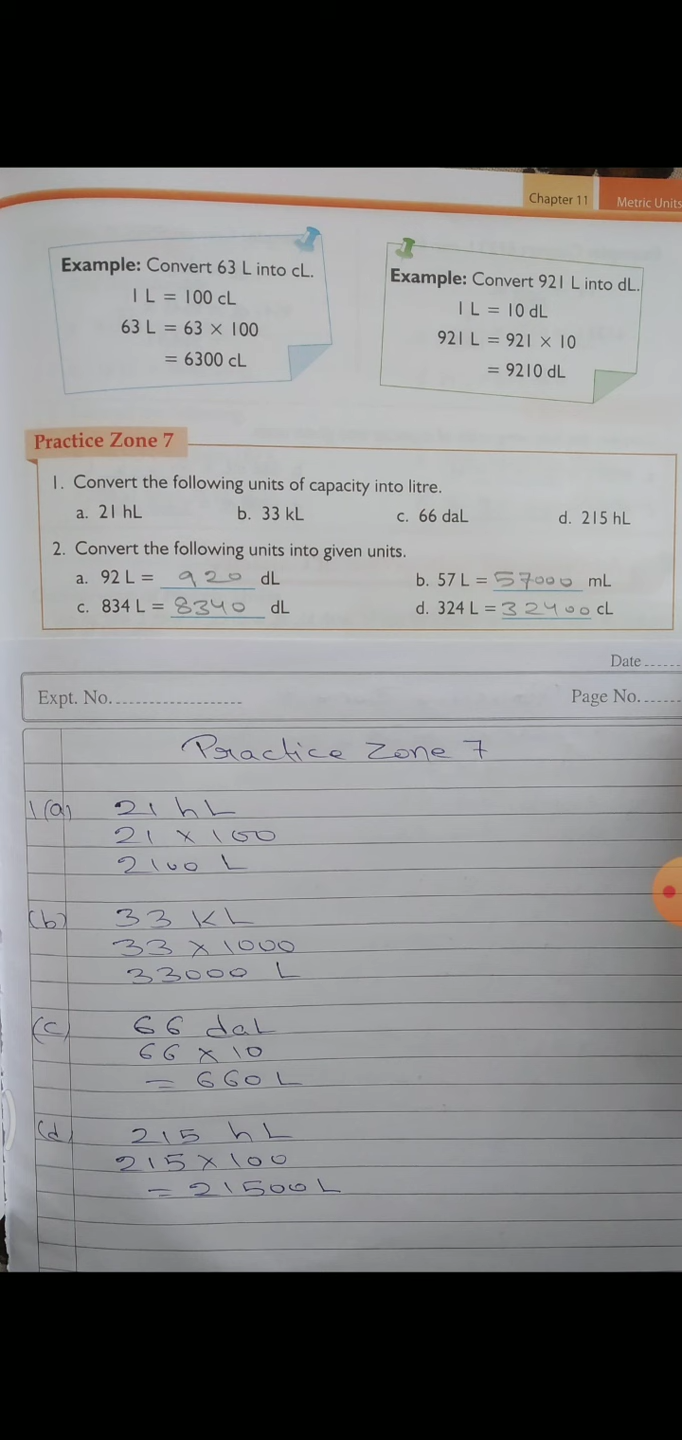 Chapter 11 Metric Units
Example: Convert 63 L into cL.
1 L = 100 cL
63 L = 63 × 100
= 6300 cL
Example: Convert 921 L into dL.
1 L = 10 dL
921 L = 921 × 10
= 9210 dL
Practice Zone 7
1. Convert the following units of capacity into litre.
a. 21 hL b. 33 kL c. 66 daL d. 215 hL
2. Convert the following units into given units.
a. 92 L = 920 dL b. 57 L = 57000 mL
c. 834 L = 8340 dL d. 324 L = 32400 cL
Date ......
Expt. No. .................... Page No. .......
Practice Zone 7
1(a) 21 hL
21 × 100
2100 L
(b) 33 KL
33 × 1000
33000 L
(c) 66 daL
66 × 10
= 660 L
(d) 215 hL
215 × 100
= 21500 L